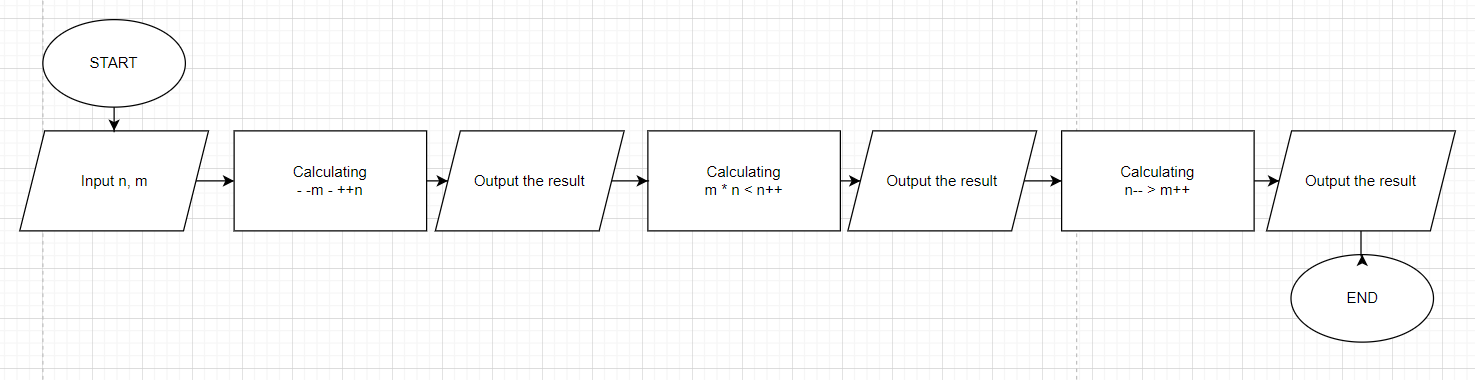 START
Input n, m
Calculating
- -m - ++n
Output the result
Calculating
m * n < n++
Output the result
Calculating
n-- > m++
Output the result
END